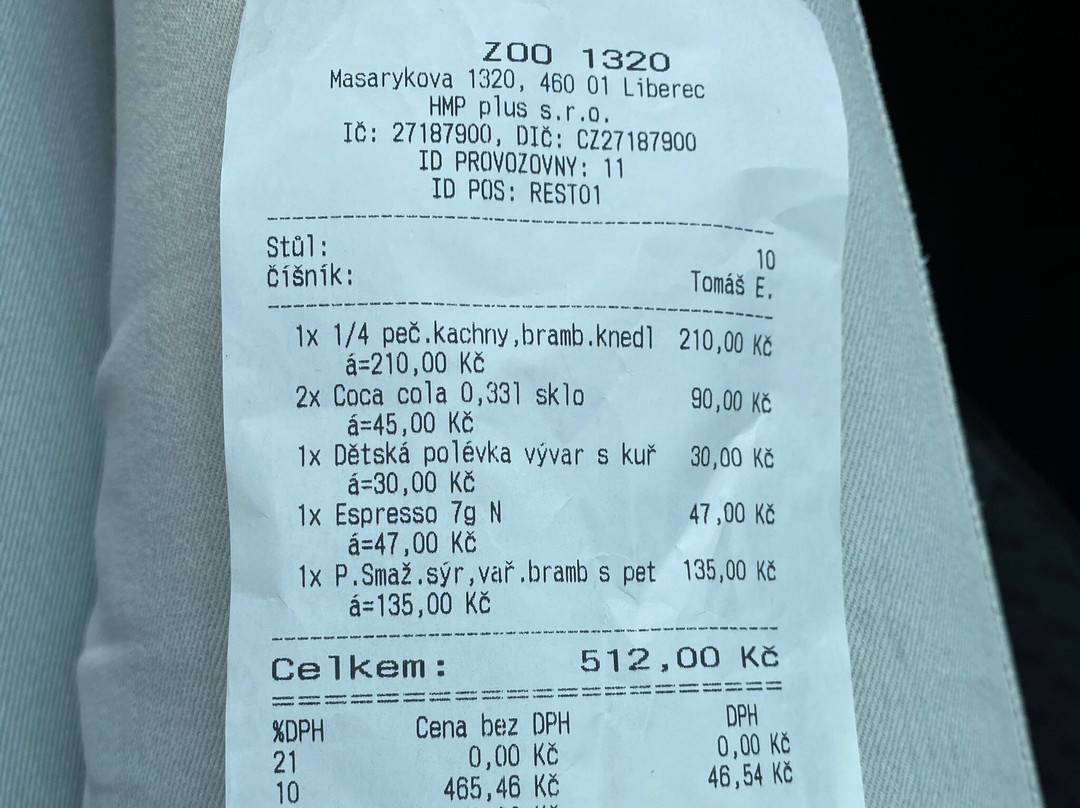 ZOO 1320
Masarykova 1320, 460 01 Liberec
HMP plus s.r.o.
IČ: 27187900, DIČ: CZ27187900
ID PROVOZOVNY: 11
ID POS: REST01
Stůl: 10
číšník: Tomáš E.
1x 1/4 peč.kachny,bramb.knedl 210,00 Kč
á=210,00 Kč
2x Coca cola 0,33l sklo 90,00 Kč
á=45,00 Kč
1x Dětská polévka vývar s kuř 30,00 Kč
á=30,00 Kč
1x Espresso 7g N 47,00 Kč
á=47,00 Kč
1x P.Smaž.sýr,vař.bramb s pet 135,00 Kč
á=135,00 Kč
Celkem: 512,00 Kč
%DPH Cena bez DPH DPH
21 0,00 Kč 0,00 Kč
10 465,46 Kč 46,54 Kč